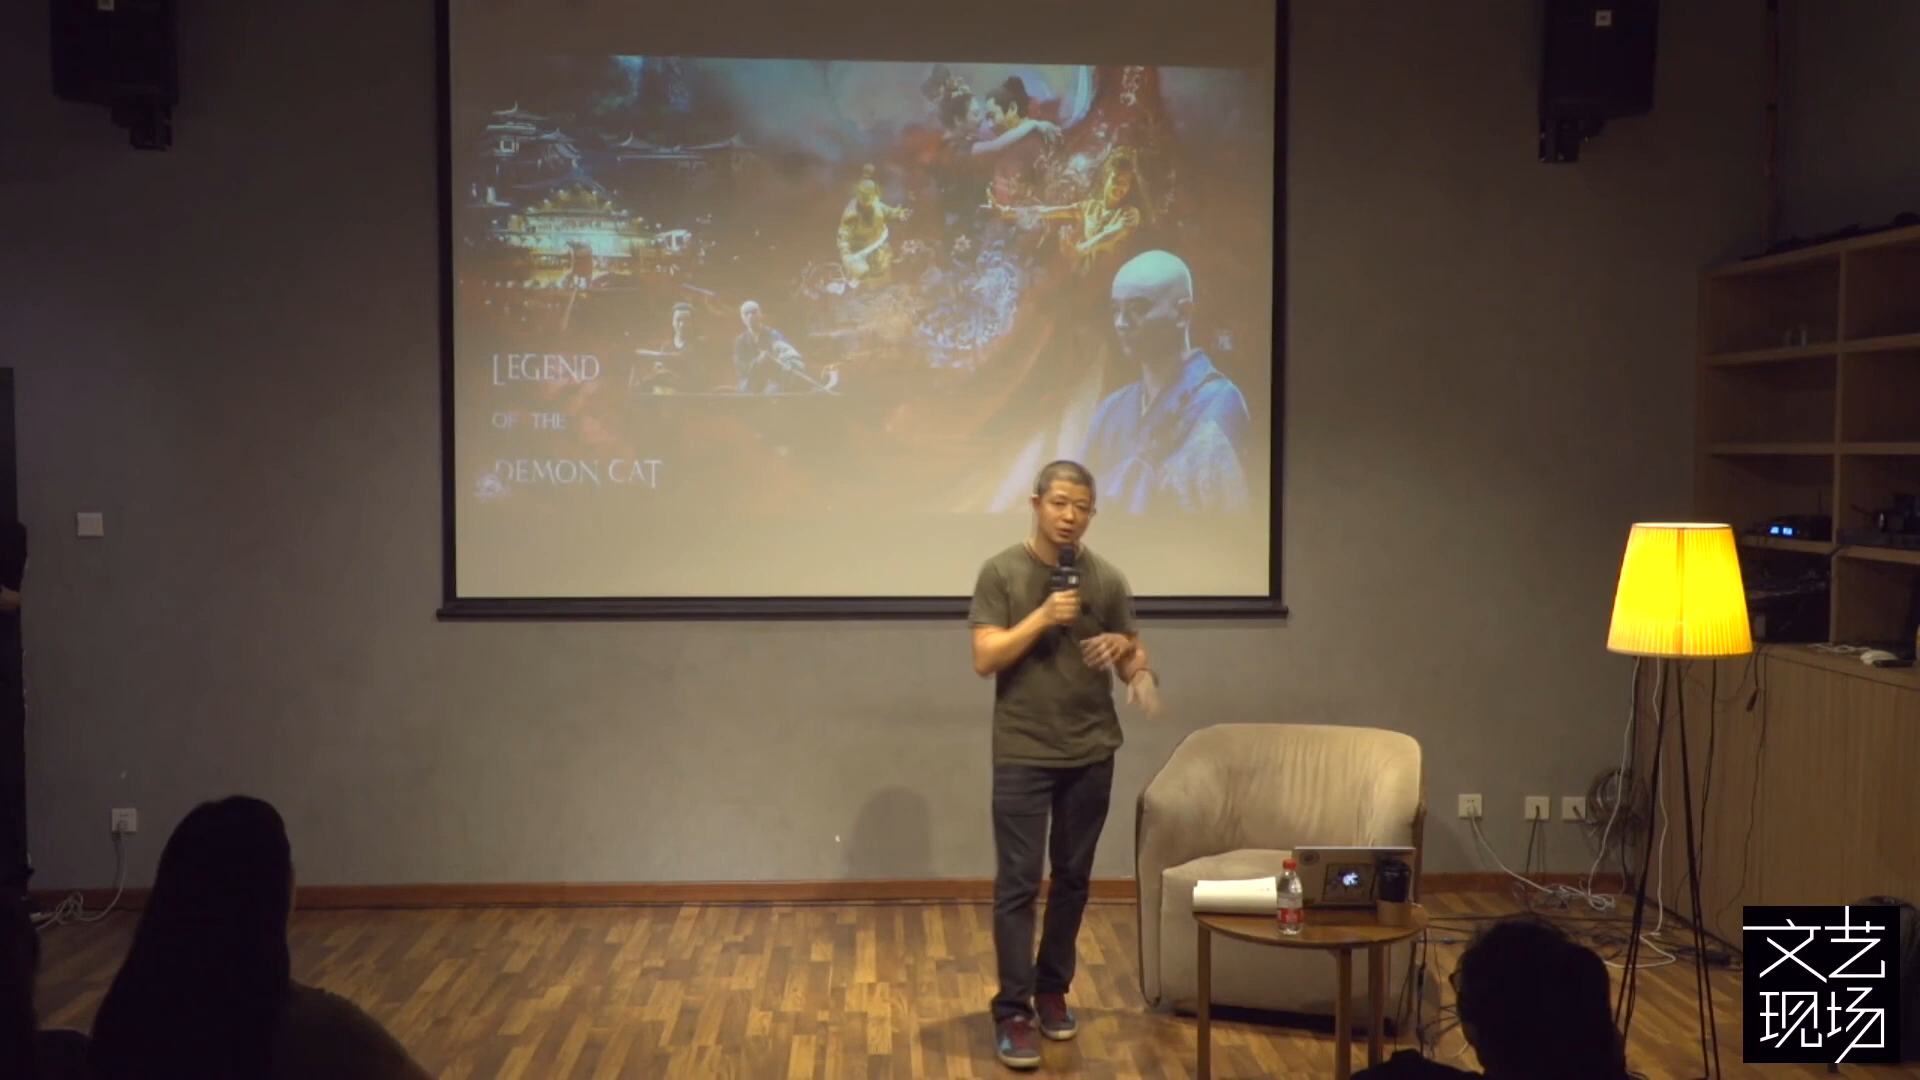 LEGEND
OF THE
DEMON CAT
文艺
现场